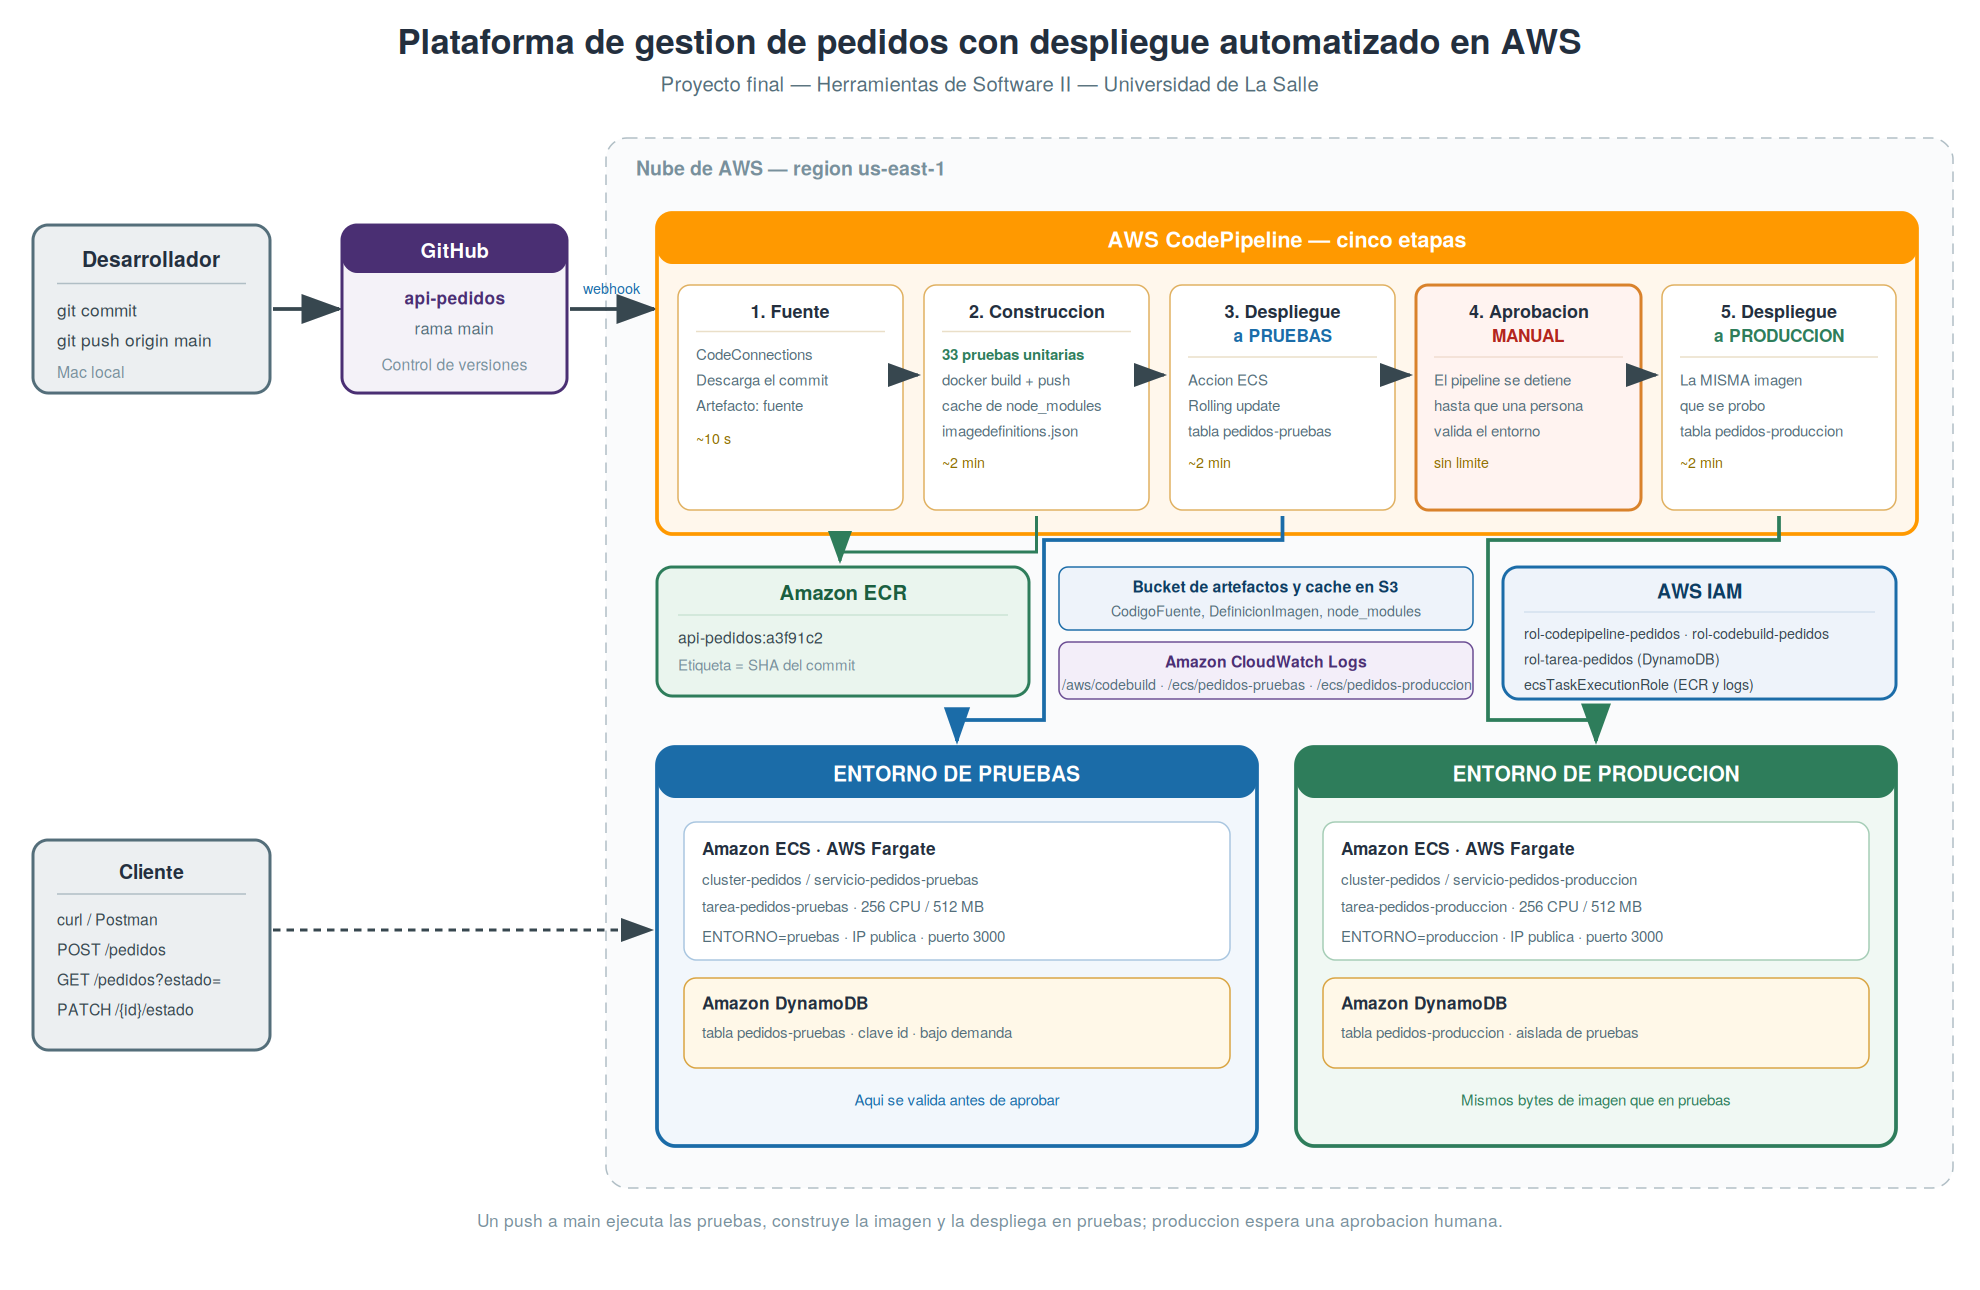 Plataforma de gestion de pedidos con despliegue automatizado en AWS
Proyecto final — Herramientas de Software II — Universidad de La Salle
Nube de AWS — region us-east-1
Desarrollador
git commit
git push origin main
Mac local
GitHub
api-pedidos
rama main
Control de versiones
webhook
AWS CodePipeline — cinco etapas
1. Fuente
CodeConnections
Descarga el commit
Artefacto: fuente
~10 s
2. Construccion
33 pruebas unitarias
docker build + push
cache de node_modules
imagedefinitions.json
~2 min
3. Despliegue
a PRUEBAS
Accion ECS
Rolling update
tabla pedidos-pruebas
~2 min
4. Aprobacion
MANUAL
El pipeline se detiene
hasta que una persona
valida el entorno
sin limite
5. Despliegue
a PRODUCCION
La MISMA imagen
que se probo
tabla pedidos-produccion
~2 min
Amazon ECR
api-pedidos:a3f91c2
Etiqueta = SHA del commit
Bucket de artefactos y cache en S3
CodigoFuente, DefinicionImagen, node_modules
Amazon CloudWatch Logs
/aws/codebuild · /ecs/pedidos-pruebas · /ecs/pedidos-produccion
AWS IAM
rol-codepipeline-pedidos · rol-codebuild-pedidos
rol-tarea-pedidos (DynamoDB)
ecsTaskExecutionRole (ECR y logs)
Cliente
curl / Postman
POST /pedidos
GET /pedidos?estado=
PATCH /{id}/estado
ENTORNO DE PRUEBAS
Amazon ECS · AWS Fargate
cluster-pedidos / servicio-pedidos-pruebas
tarea-pedidos-pruebas · 256 CPU / 512 MB
ENTORNO=pruebas · IP publica · puerto 3000
Amazon DynamoDB
tabla pedidos-pruebas · clave id · bajo demanda
Aqui se valida antes de aprobar
ENTORNO DE PRODUCCION
Amazon ECS · AWS Fargate
cluster-pedidos / servicio-pedidos-produccion
tarea-pedidos-produccion · 256 CPU / 512 MB
ENTORNO=produccion · IP publica · puerto 3000
Amazon DynamoDB
tabla pedidos-produccion · aislada de pruebas
Mismos bytes de imagen que en pruebas
Un push a main ejecuta las pruebas, construye la imagen y la despliega en pruebas; produccion espera una aprobacion humana.